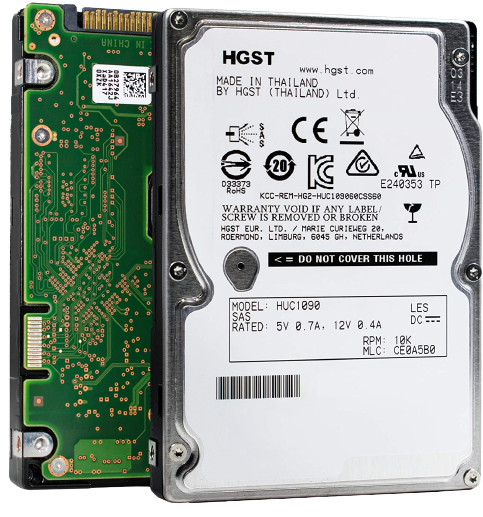 HGST
www.hgst.com
MADE IN THAILAND
BY HGST (THAILAND) Ltd.
SAS
CE
20
c us
D33373
RoHS
E240353 TP
KCC-REM-HG2-HUC109060CSS60
WARRANTY VOID IF ANY LABEL/
SCREW IS REMOVED OR BROKEN
HGST EUR. LTD. / MARIE CURIEWEG 20,
ROERMOND, LIMBURG, 6045 GH, NETHERLANDS
< = DO NOT COVER THIS HOLE
MODEL: HUC1090
LES
SAS
DC
RATED: 5V 0.7A, 12V 0.4A
RPM: 10K
MLC: CE0A5B0
IN CHINA